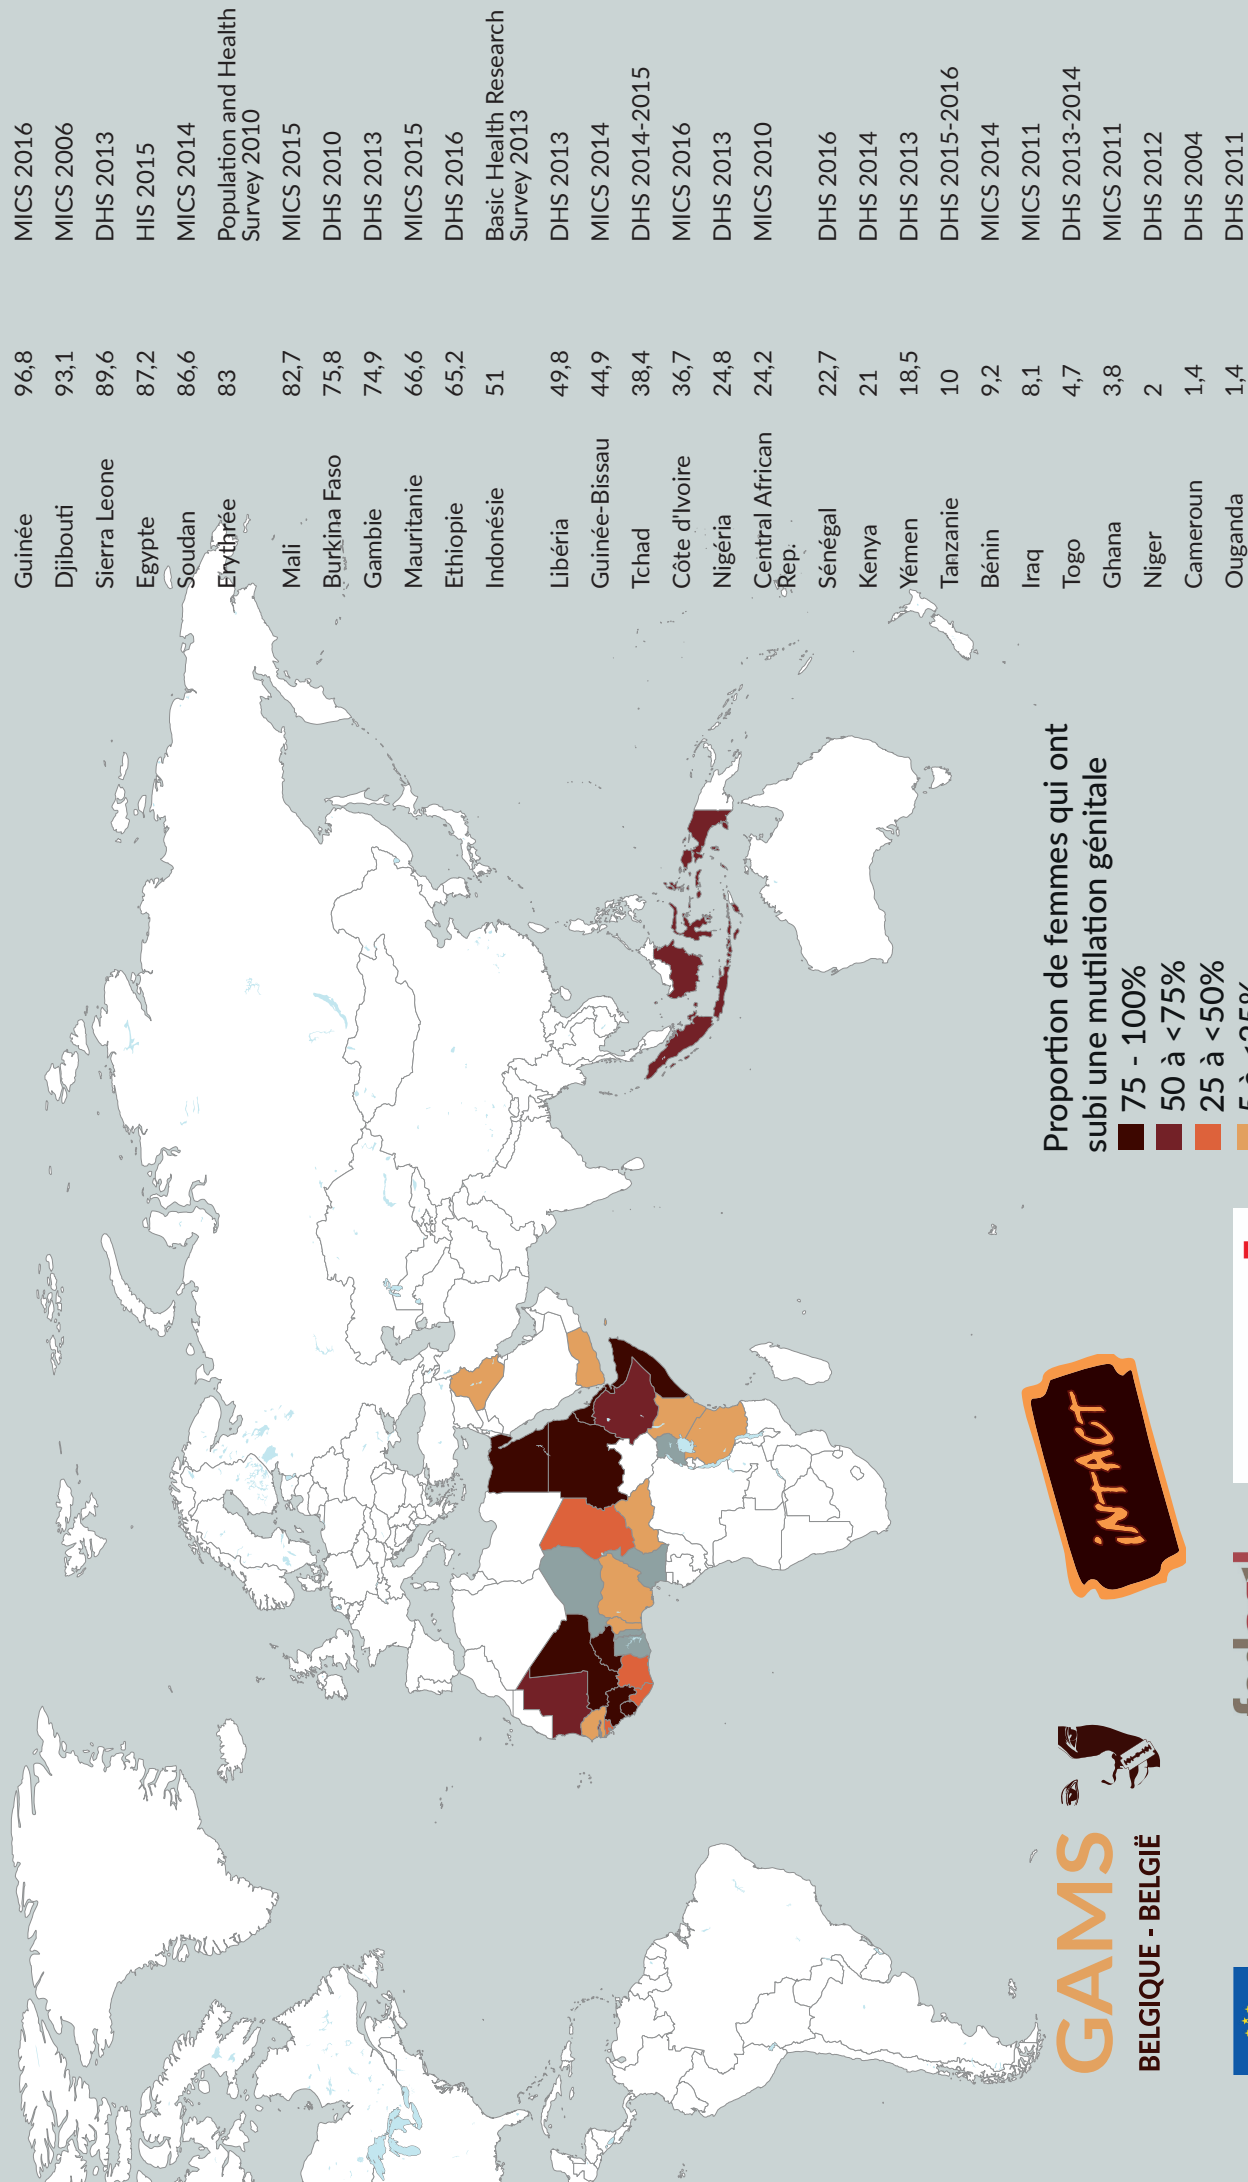 Guinée 96,8 MICS 2016
Djibouti 93,1 MICS 2006
Sierra Leone 89,6 DHS 2013
Egypte 87,2 HIS 2015
Soudan 86,6 MICS 2014
Erythrée 83 Population and Health
Survey 2010
Mali 82,7 MICS 2015
Burkina Faso 75,8 DHS 2010
Gambie 74,9 DHS 2013
Mauritanie 66,6 MICS 2015
Ethiopie 65,2 DHS 2016
Indonésie 51 Basic Health Research
Survey 2013
Libéria 49,8 DHS 2013
Guinée-Bissau 44,9 MICS 2014
Tchad 38,4 DHS 2014-2015
Côte d'Ivoire 36,7 MICS 2016
Nigéria 24,8 DHS 2013
Central African 24,2 MICS 2010
Rep.
Sénégal 22,7 DHS 2016
Kenya 21 DHS 2014
Yémen 18,5 DHS 2013
Tanzanie 10 DHS 2015-2016
Bénin 9,2 MICS 2014
Iraq 8,1 MICS 2011
Togo 4,7 DHS 2013-2014
Ghana 3,8 MICS 2011
Niger 2 DHS 2012
Cameroun 1,4 DHS 2004
Ouganda 1,4 DHS 2011
Proportion de femmes qui ont
subi une mutilation génitale
75 - 100%
50 à <75%
25 à <50%
5 à <25%
iNTACT
GAMS
BELGIQUE - BELGIË